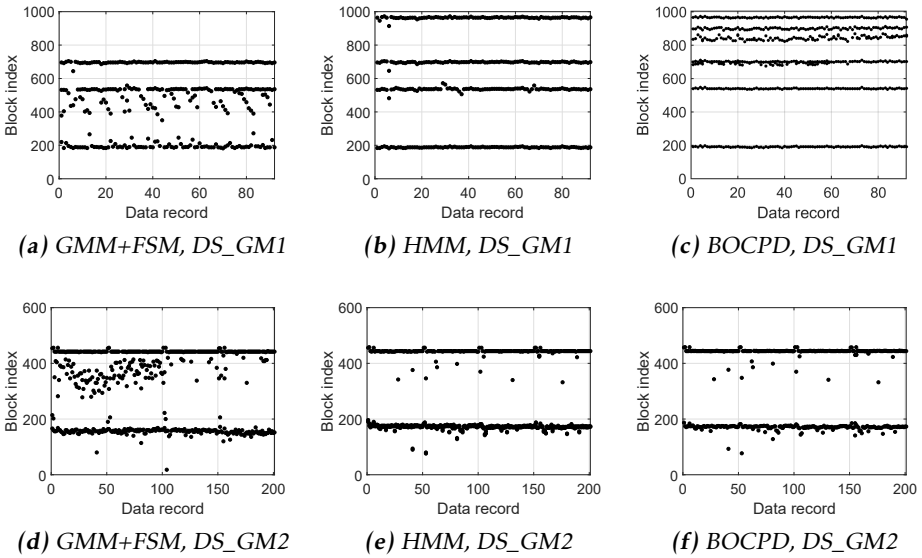 1000 800 600 400 200 0
Block index
0 20 40 60 80
Data record
(a) GMM+FSM, DS_GM1
1000 800 600 400 200 0
Block index
0 20 40 60 80
Data record
(b) HMM, DS_GM1
1000 800 600 400 200 0
Block index
0 20 40 60 80
Data record
(c) BOCPD, DS_GM1
600 400 200 0
Block index
0 50 100 150 200
Data record
(d) GMM+FSM, DS_GM2
600 400 200 0
Block index
0 50 100 150 200
Data record
(e) HMM, DS_GM2
600 400 200 0
Block index
0 50 100 150 200
Data record
(f) BOCPD, DS_GM2